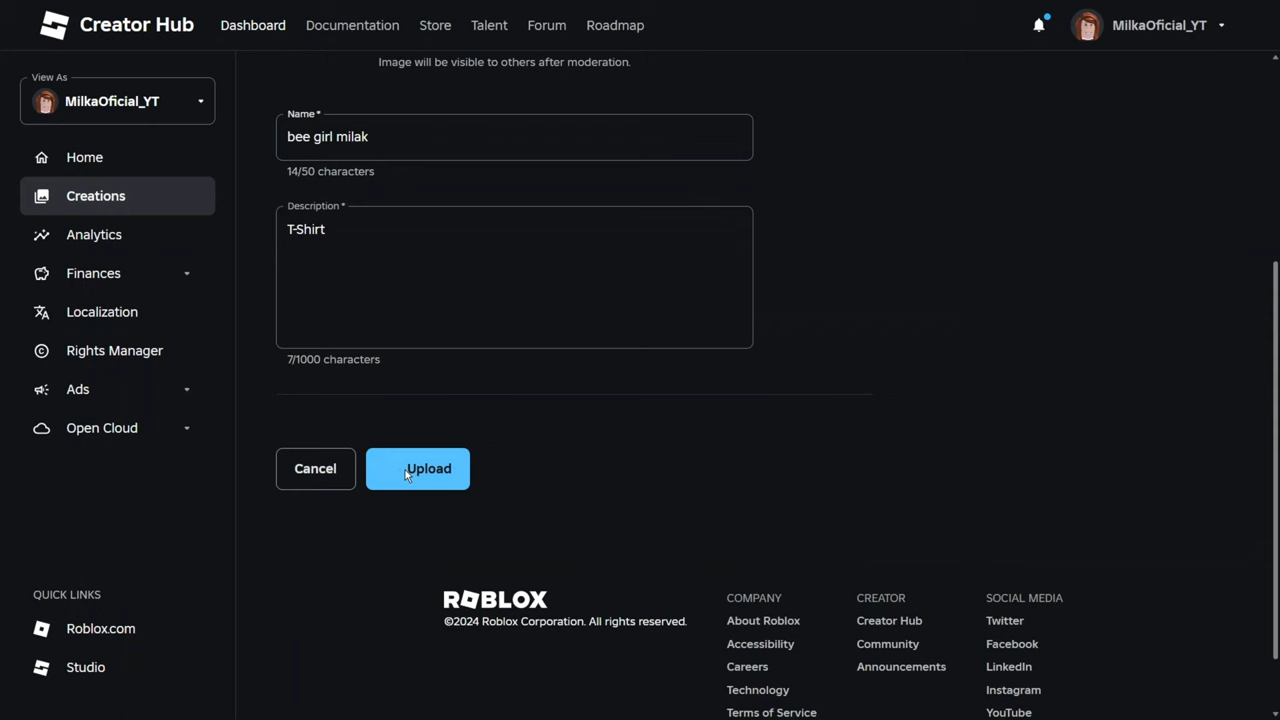 Creator Hub
Dashboard
Documentation
Store
Talent
Forum
Roadmap
MilkaOficial_YT
View As
MilkaOficial_YT
Home
Creations
Analytics
Finances
Localization
Rights Manager
Ads
Open Cloud
QUICK LINKS
Roblox.com
Studio
Image will be visible to others after moderation.
Name*
bee girl milak
14/50 characters
Description*
T-Shirt
7/1000 characters
Cancel
Upload
ROBLOX
©2024 Roblox Corporation. All rights reserved.
COMPANY
About Roblox
Accessibility
Careers
Technology
Terms of Service
CREATOR
Creator Hub
Community
Announcements
SOCIAL MEDIA
Twitter
Facebook
LinkedIn
Instagram
YouTube